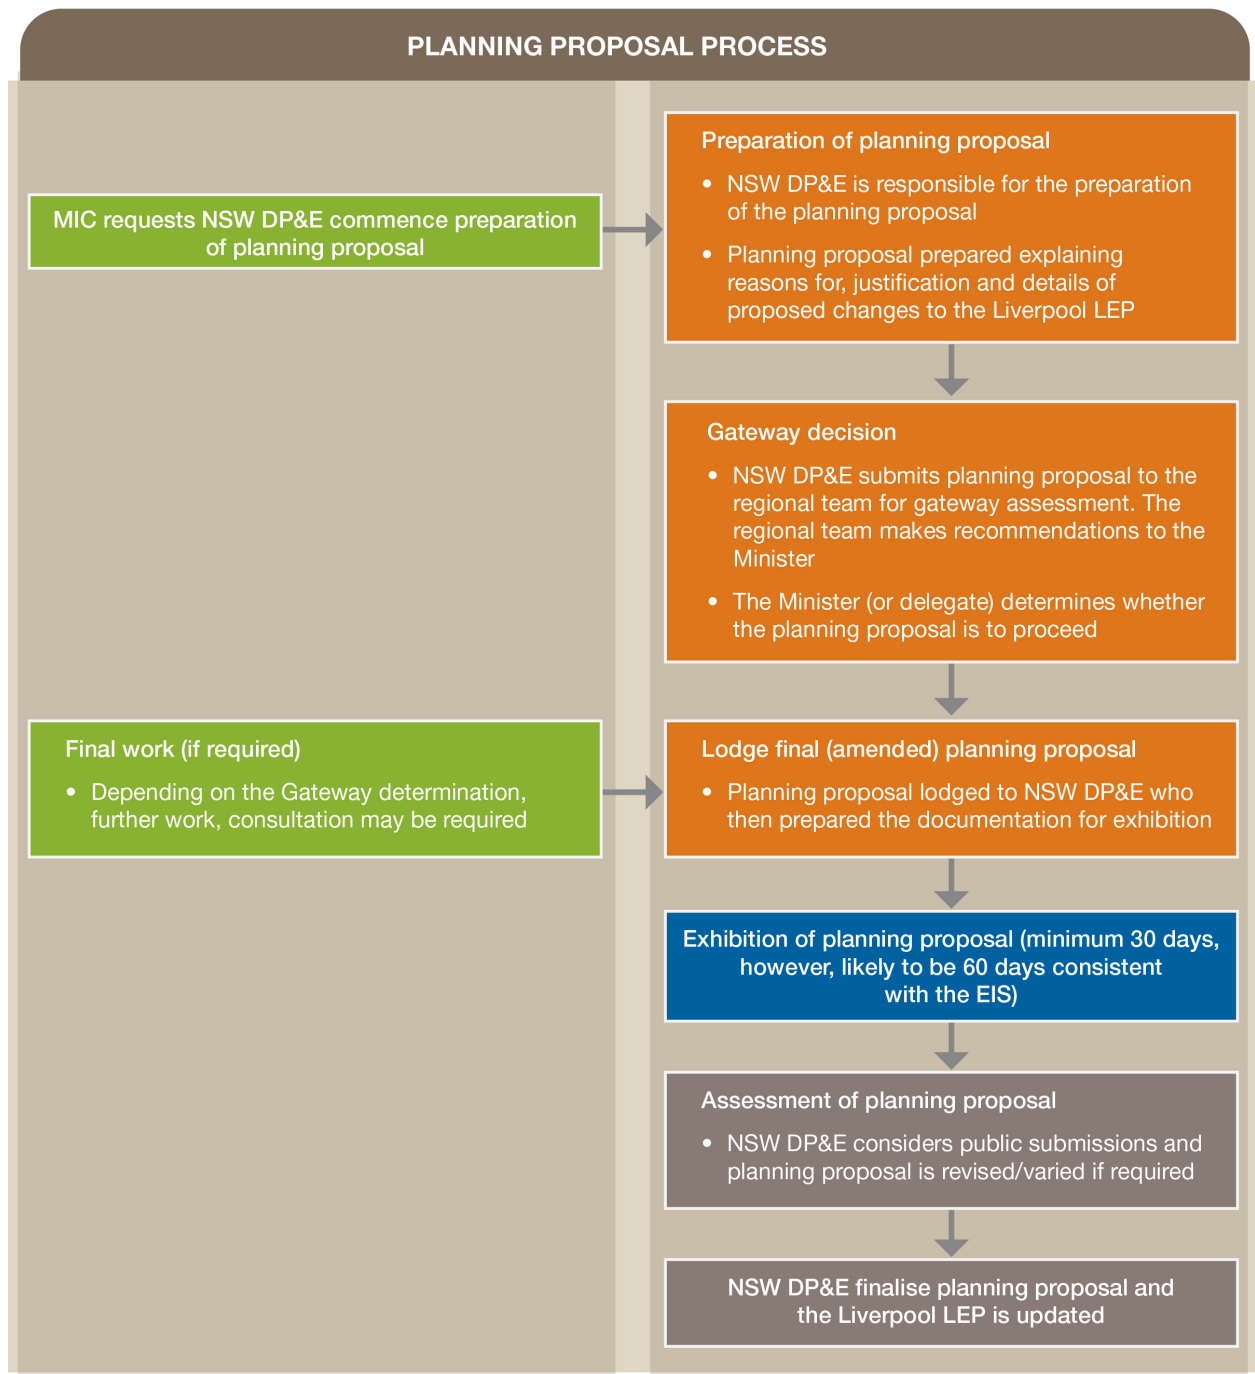 PLANNING PROPOSAL PROCESS
MIC requests NSW DP&E commence preparation
of planning proposal
Preparation of planning proposal
• NSW DP&E is responsible for the preparation
of the planning proposal
• Planning proposal prepared explaining
reasons for, justification and details of
proposed changes to the Liverpool LEP
Gateway decision
• NSW DP&E submits planning proposal to the
regional team for gateway assessment. The
regional team makes recommendations to the
Minister
• The Minister (or delegate) determines whether
the planning proposal is to proceed
Final work (if required)
• Depending on the Gateway determination,
further work, consultation may be required
Lodge final (amended) planning proposal
• Planning proposal lodged to NSW DP&E who
then prepared the documentation for exhibition
Exhibition of planning proposal (minimum 30 days,
however, likely to be 60 days consistent
with the EIS)
Assessment of planning proposal
• NSW DP&E considers public submissions and
planning proposal is revised/varied if required
NSW DP&E finalise planning proposal and
the Liverpool LEP is updated